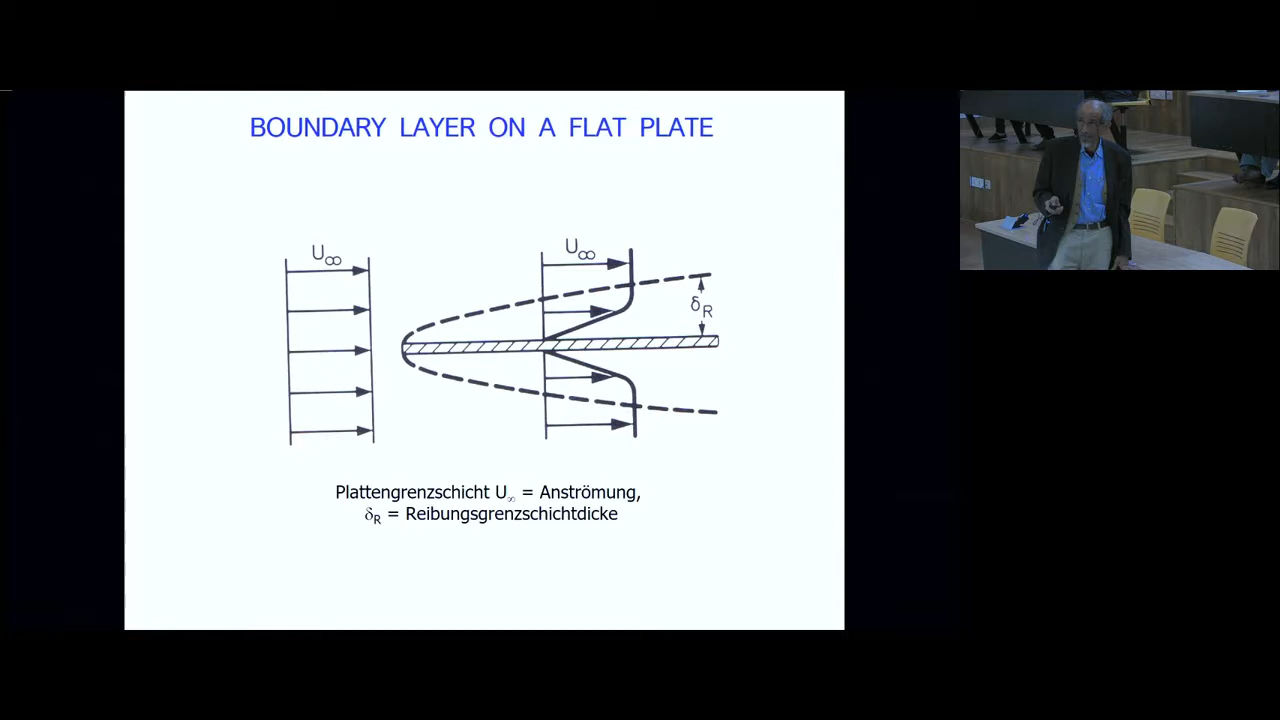 BOUNDARY LAYER ON A FLAT PLATE
U∞
U∞
δR
Plattengrenzschicht U∞ = Anströmung,
δR = Reibungsgrenzschichtdicke